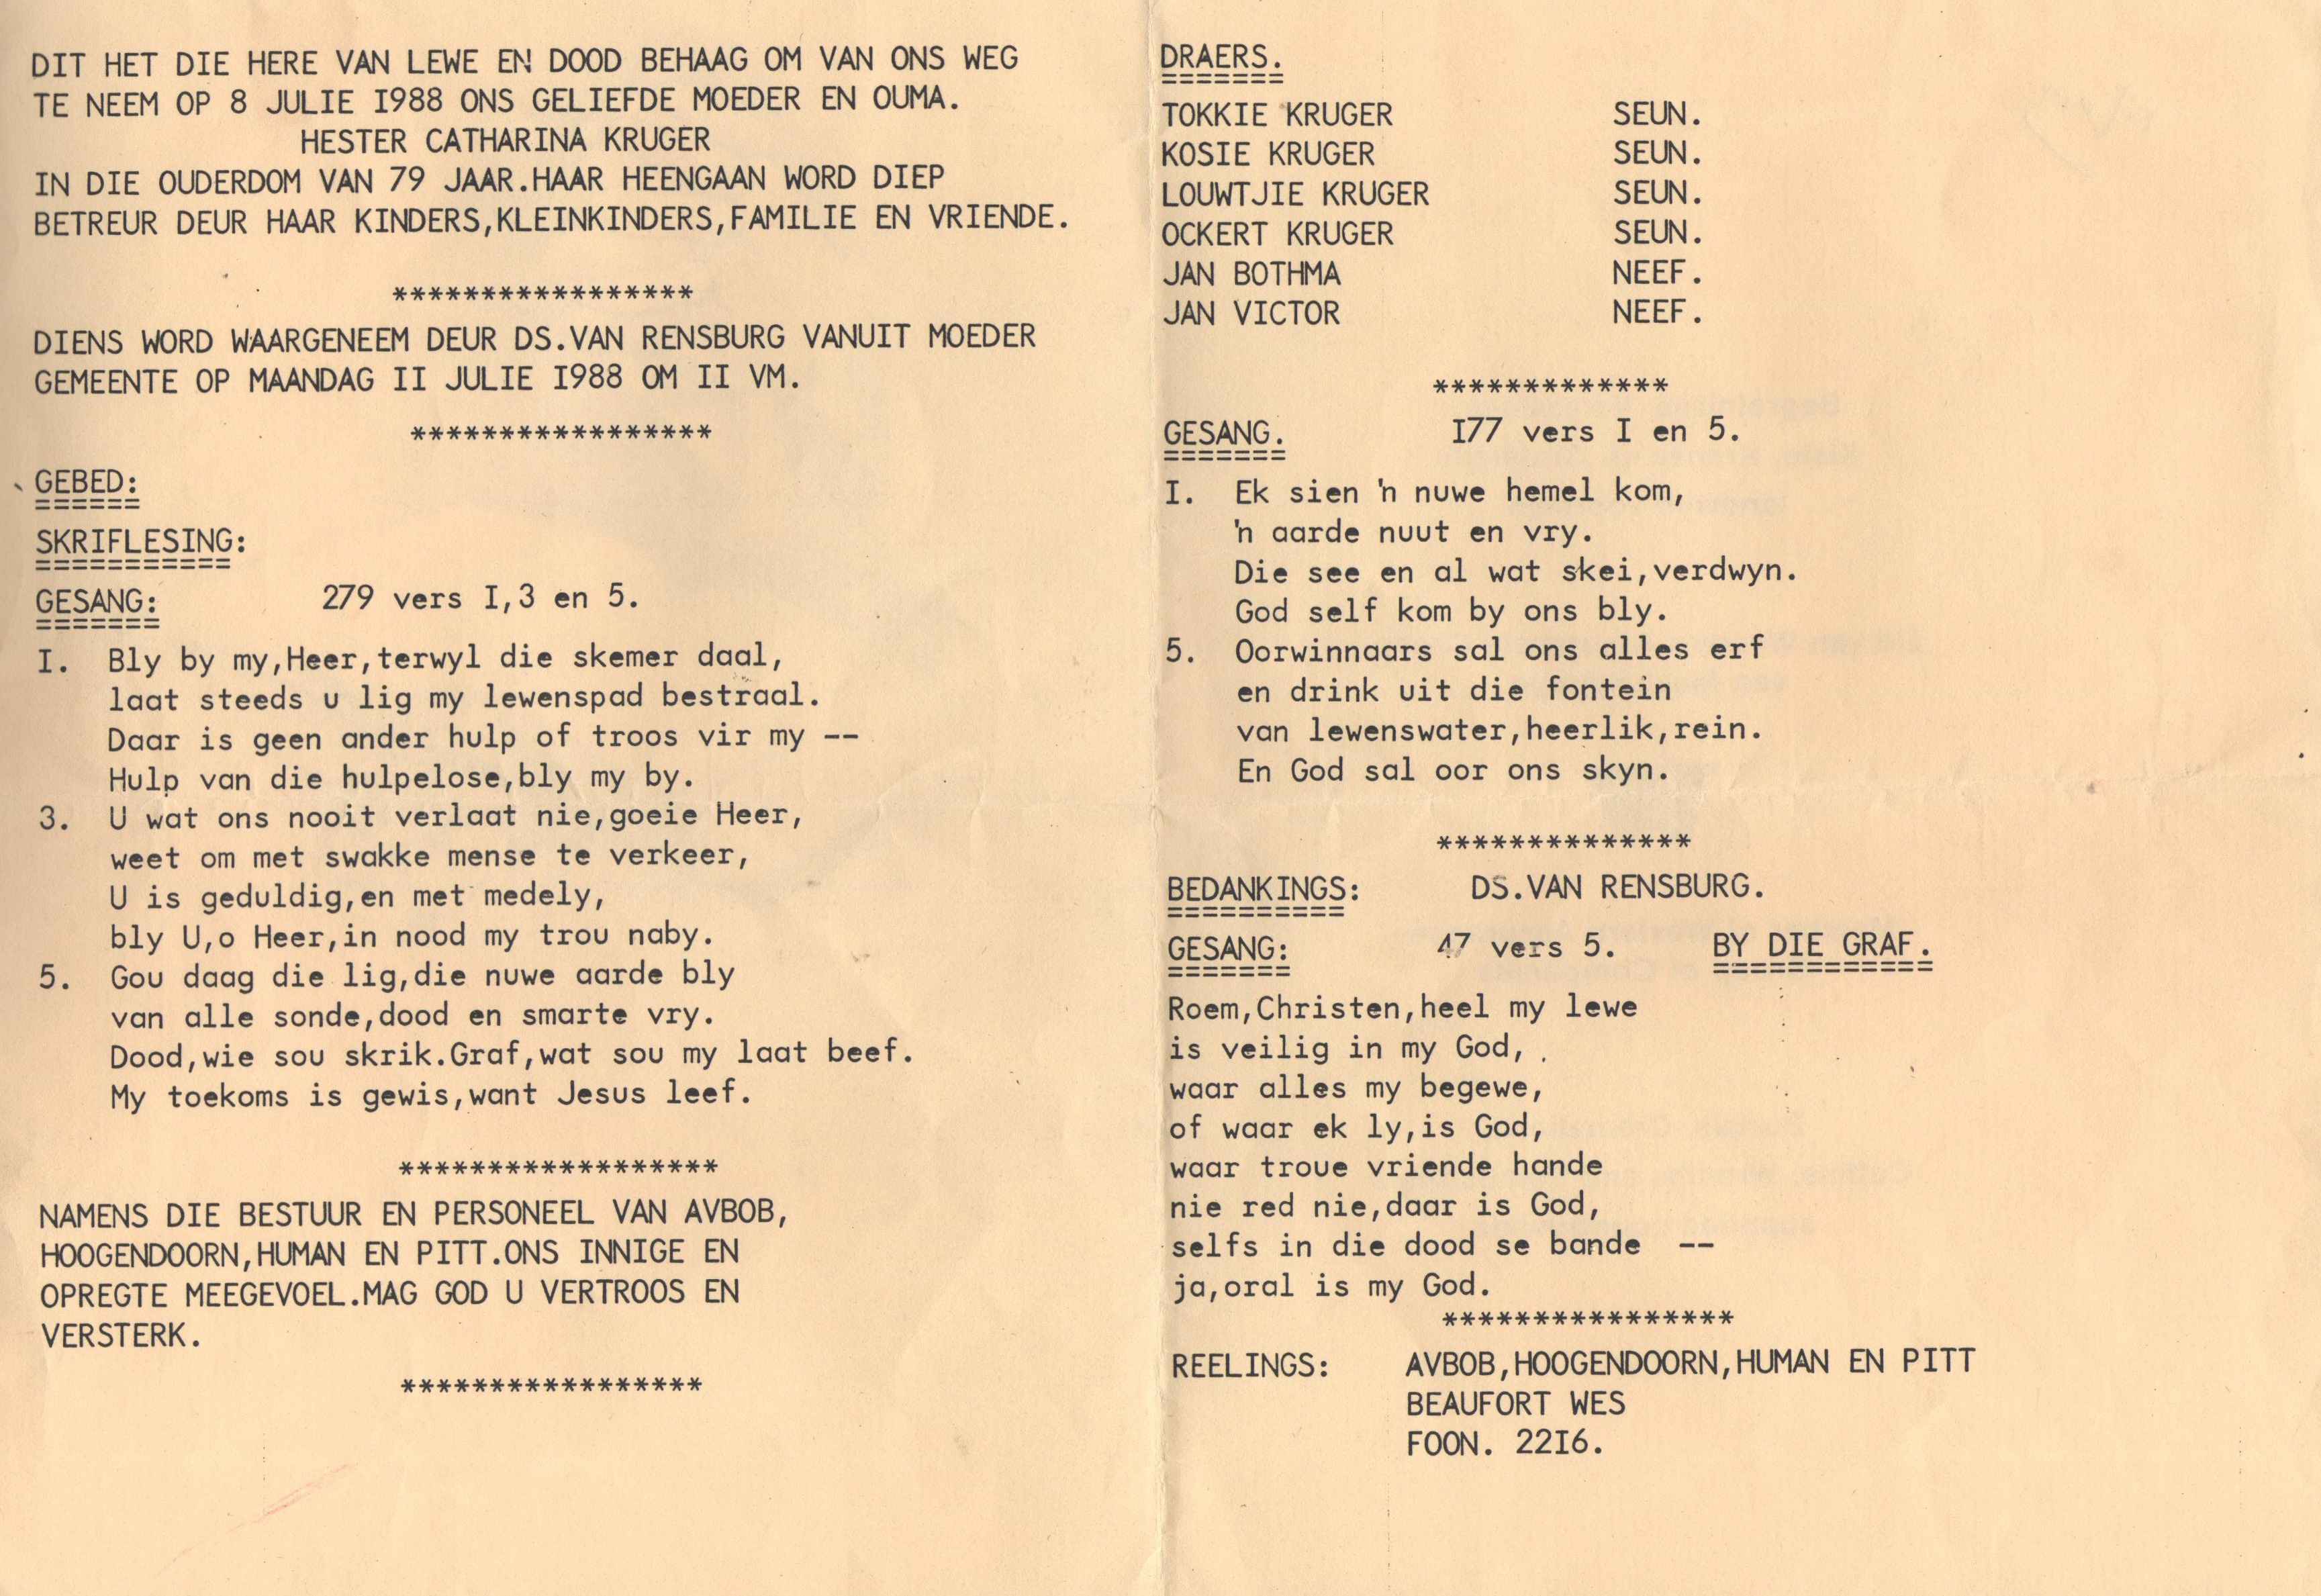 DIT HET DIE HERE VAN LEWE EN DOOD BEHAAG OM VAN ONS WEG
TE NEEM OP 8 JULIE I988 ONS GELIEFDE MOEDER EN OUMA.
HESTER CATHARINA KRUGER
IN DIE OUDERDOM VAN 79 JAAR.HAAR HEENGAAN WORD DIEP
BETREUR DEUR HAAR KINDERS,KLEINKINDERS,FAMILIE EN VRIENDE.
*****************
DIENS WORD WAARGENEEM DEUR DS.VAN RENSBURG VANUIT MOEDER
GEMEENTE OP MAANDAG II JULIE I988 OM II VM.
*****************
GEBED:
======
SKRIFLESING:
===========
GESANG: 279 vers I,3 en 5.
=======
I. Bly by my,Heer,terwyl die skemer daal,
laat steeds u lig my lewenspad bestraal.
Daar is geen ander hulp of troos vir my --
Hulp van die hulpelose,bly my by.
3. U wat ons nooit verlaat nie,goeie Heer,
weet om met swakke mense te verkeer,
U is geduldig,en met medely,
bly U,o Heer,in nood my trou naby.
5. Gou daag die lig,die nuwe aarde bly
van alle sonde,dood en smarte vry.
Dood,wie sou skrik.Graf,wat sou my laat beef.
My toekoms is gewis,want Jesus leef.
******************
NAMENS DIE BESTUUR EN PERSONEEL VAN AVBOB,
HOOGENDOORN,HUMAN EN PITT.ONS INNIGE EN
OPREGTE MEEGEVOEL.MAG GOD U VERTROOS EN
VERSTERK.
*****************
DRAERS.
=======
TOKKIE KRUGER SEUN.
KOSIE KRUGER SEUN.
LOUWTJIE KRUGER SEUN.
OCKERT KRUGER SEUN.
JAN BOTHMA NEEF.
JAN VICTOR NEEF.
*************
GESANG. I77 vers I en 5.
=======
I. Ek sien 'n nuwe hemel kom,
'n aarde nuut en vry.
Die see en al wat skei,verdwyn.
God self kom by ons bly.
5. Oorwinnaars sal ons alles erf
en drink uit die fontein
van lewenswater,heerlik,rein.
En God sal oor ons skyn.
**************
BEDANKINGS: DS.VAN RENSBURG.
==========
GESANG: 47 vers 5. BY DIE GRAF.
======= ============
Roem,Christen,heel my lewe
is veilig in my God,
waar alles my begewe,
of waar ek ly,is God,
waar troue vriende hande
nie red nie,daar is God,
selfs in die dood se bande --
ja,oral is my God.
****************
REELINGS: AVBOB,HOOGENDOORN,HUMAN EN PITT
BEAUFORT WES
FOON. 22I6.